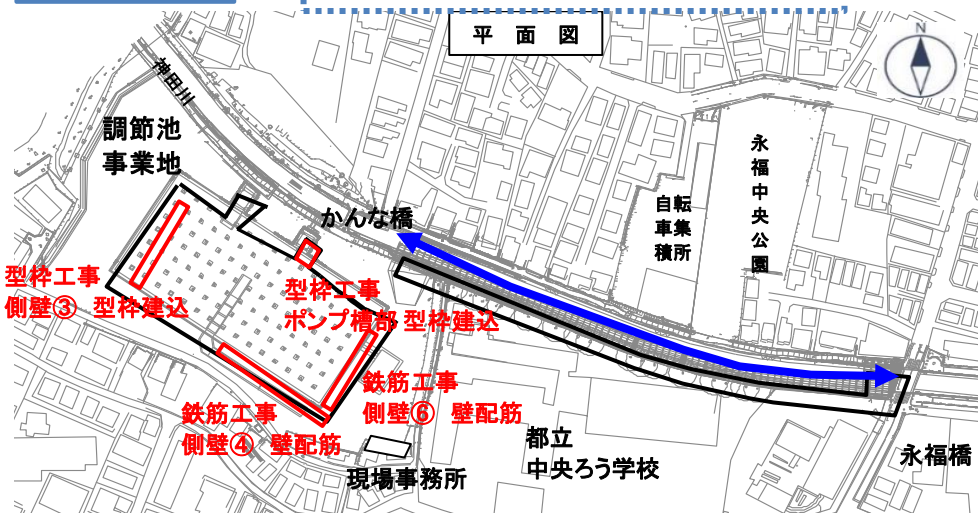 平面図
N
神田川
調節池
事業地
かんな橋
永福中央公園
自転
車集
積所
型枠工事
側壁③ 型枠建込
型枠工事
ポンプ槽部 型枠建込
鉄筋工事
側壁⑥ 壁配筋
鉄筋工事
側壁④ 壁配筋
現場事務所
都立
中央ろう学校
永福橋